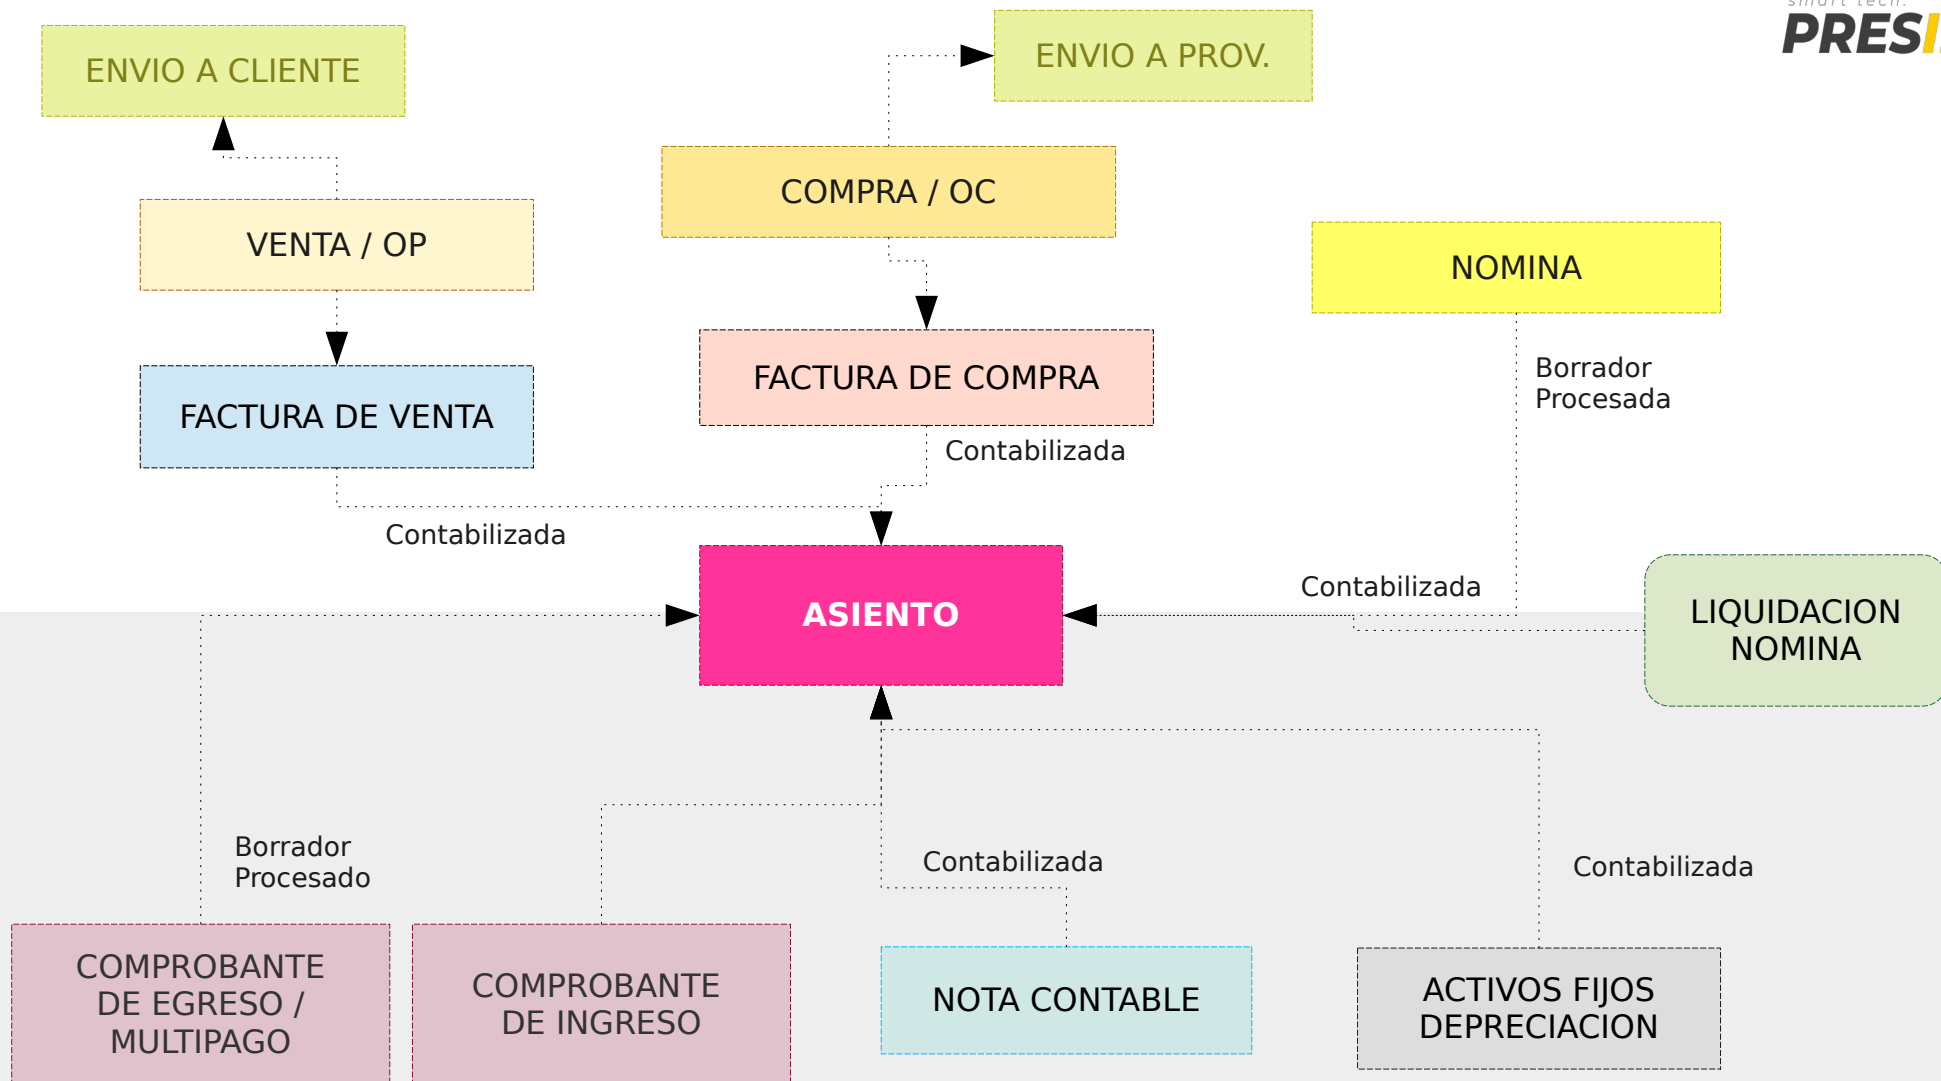 smart tech.
ENVIO A CLIENTE
ENVIO A PROV.
COMPRA / OC
VENTA / OP
NOMINA
FACTURA DE VENTA
FACTURA DE COMPRA
Borrador
Procesada
Contabilizada
Contabilizada
ASIENTO
Contabilizada
LIQUIDACION
NOMINA
Borrador
Procesado
Contabilizada
Contabilizada
COMPROBANTE
DE EGRESO /
MULTIPAGO
COMPROBANTE
DE INGRESO
NOTA CONTABLE
ACTIVOS FIJOS
DEPRECIACION